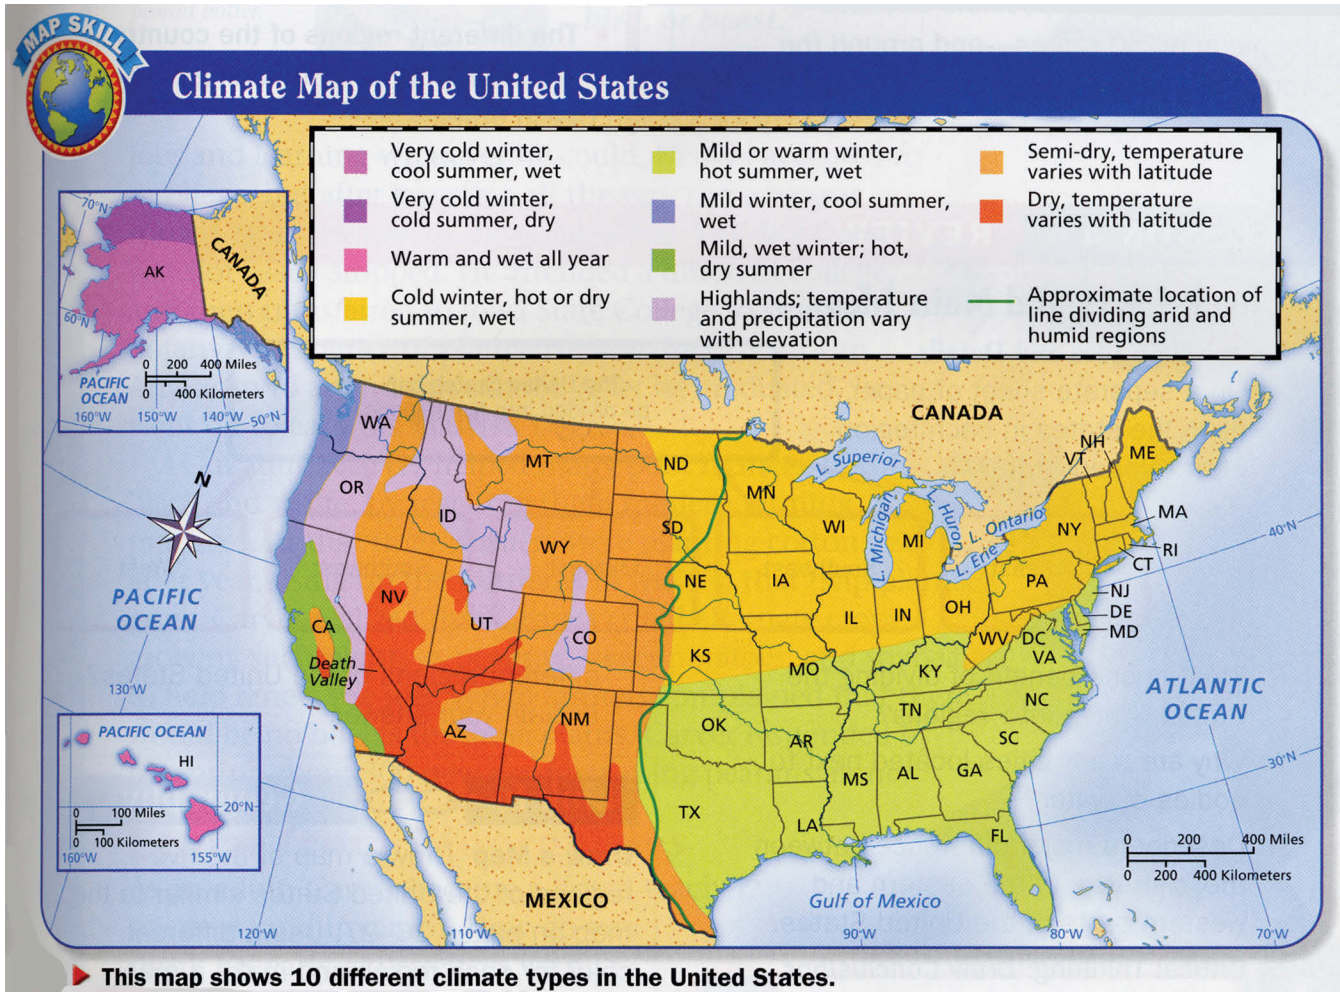 MAP SKILL
Climate Map of the United States
Very cold winter,
cool summer, wet
Very cold winter,
cold summer, dry
Warm and wet all year
Cold winter, hot or dry
summer, wet
Mild or warm winter,
hot summer, wet
Mild winter, cool summer,
wet
Mild, wet winter; hot,
dry summer
Highlands; temperature
and precipitation vary
with elevation
Semi-dry, temperature
varies with latitude
Dry, temperature
varies with latitude
Approximate location of
line dividing arid and
humid regions
70°N
AK
CANADA
60°N
0 200 400 Miles
0 400 Kilometers
PACIFIC
OCEAN
160°W
150°W
140°W
50°N
CANADA
WA
MT
ND
MN
L. Superior
NH
VT
ME
OR
ID
SD
WI
L. Michigan
MI
L. Huron
L. Ontario
L. Erie
NY
MA
RI
CT
40°N
N
WY
NE
IA
PA
NJ
DE
MD
PACIFIC
OCEAN
NV
UT
CO
IL
IN
OH
WV
DC
VA
CA
Death
Valley
KS
MO
KY
130°W
ATLANTIC
OCEAN
AZ
NM
OK
AR
TN
NC
SC
PACIFIC OCEAN
HI
20°N
0 100 Miles
0 100 Kilometers
160°W
155°W
TX
LA
MS
AL
GA
FL
30°N
0 200 400 Miles
0 200 400 Kilometers
MEXICO
Gulf of Mexico
120°W
110°W
90°W
80°W
70°W
This map shows 10 different climate types in the United States.